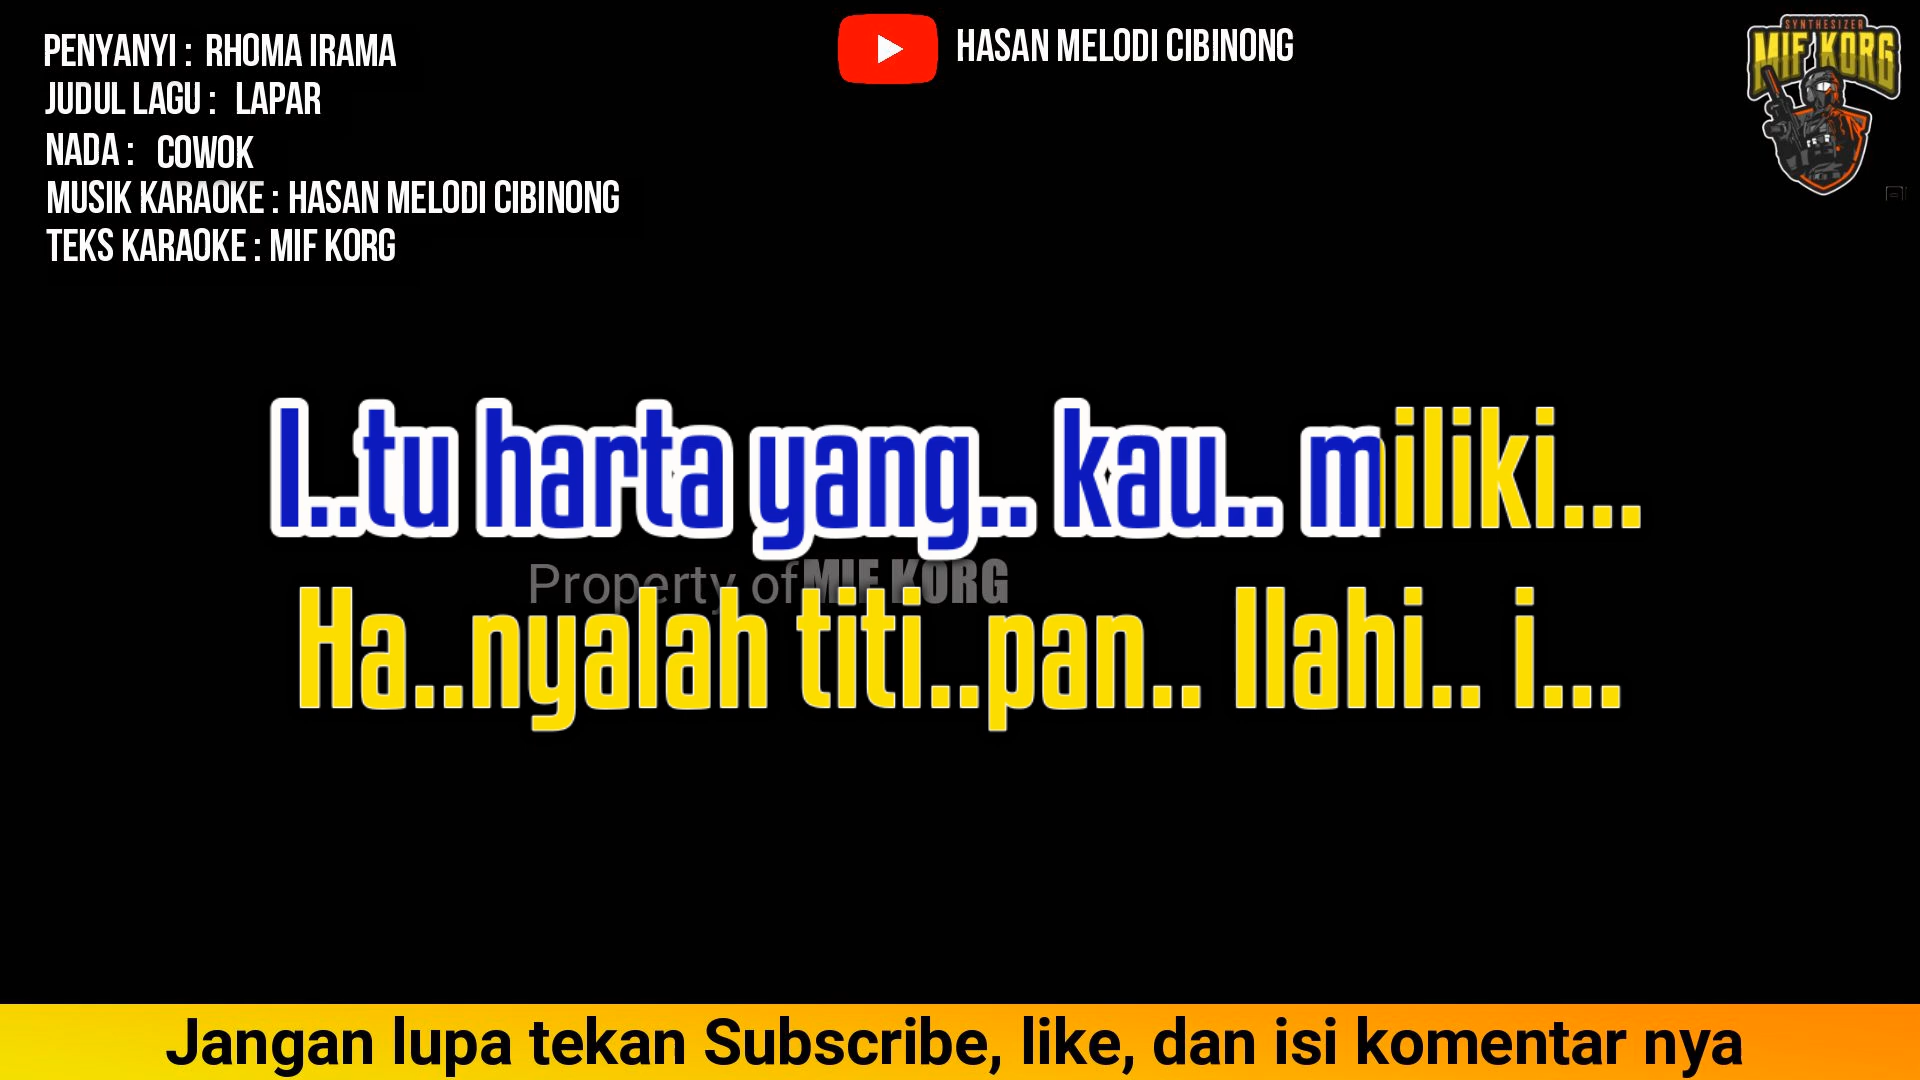 PENYANYI : RHOMA IRAMA
JUDUL LAGU : LAPAR
NADA : COWOK
MUSIK KARAOKE : HASAN MELODI CIBINONG
TEKS KARAOKE : MIF KORG
HASAN MELODI CIBINONG
SYNTHESIZER
MIF KORG
I..tu harta yang.. kau.. miliki...
Property of MIF KORG
Ha..nyalah titi..pan.. Ilahi.. i...
Jangan lupa tekan Subscribe, like, dan isi komentar nya